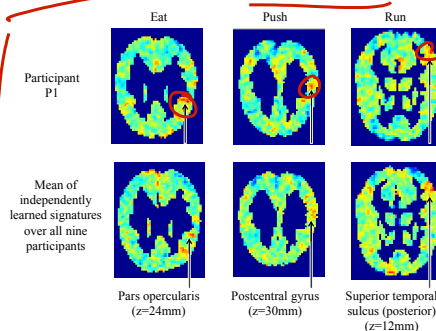 Eat Push Run
Participant
P1
Mean of
independently
learned signatures
over all nine
participants
Pars opercularis
(z=24mm)
Postcentral gyrus
(z=30mm)
Superior temporal
sulcus (posterior)
(z=12mm)